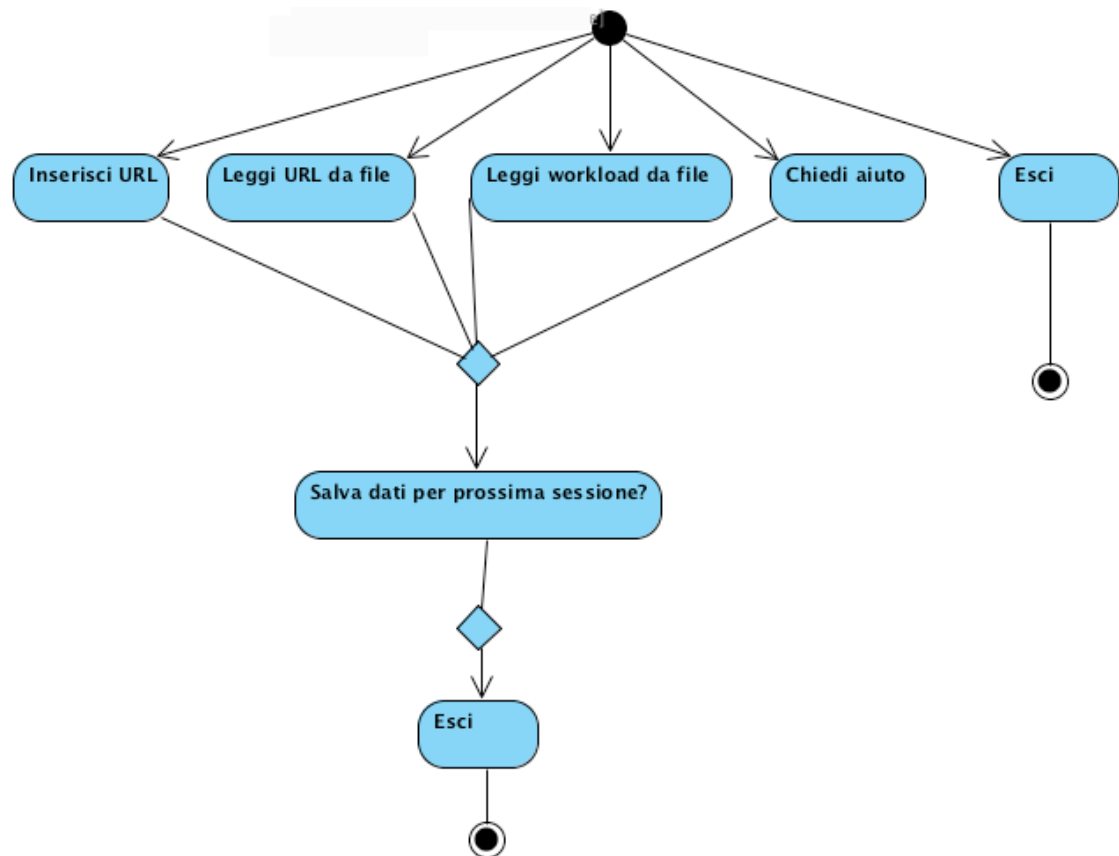 Inserisci URL
Leggi URL da file
Leggi workload da file
Chiedi aiuto
Esci
Salva dati per prossima sessione?
Esci